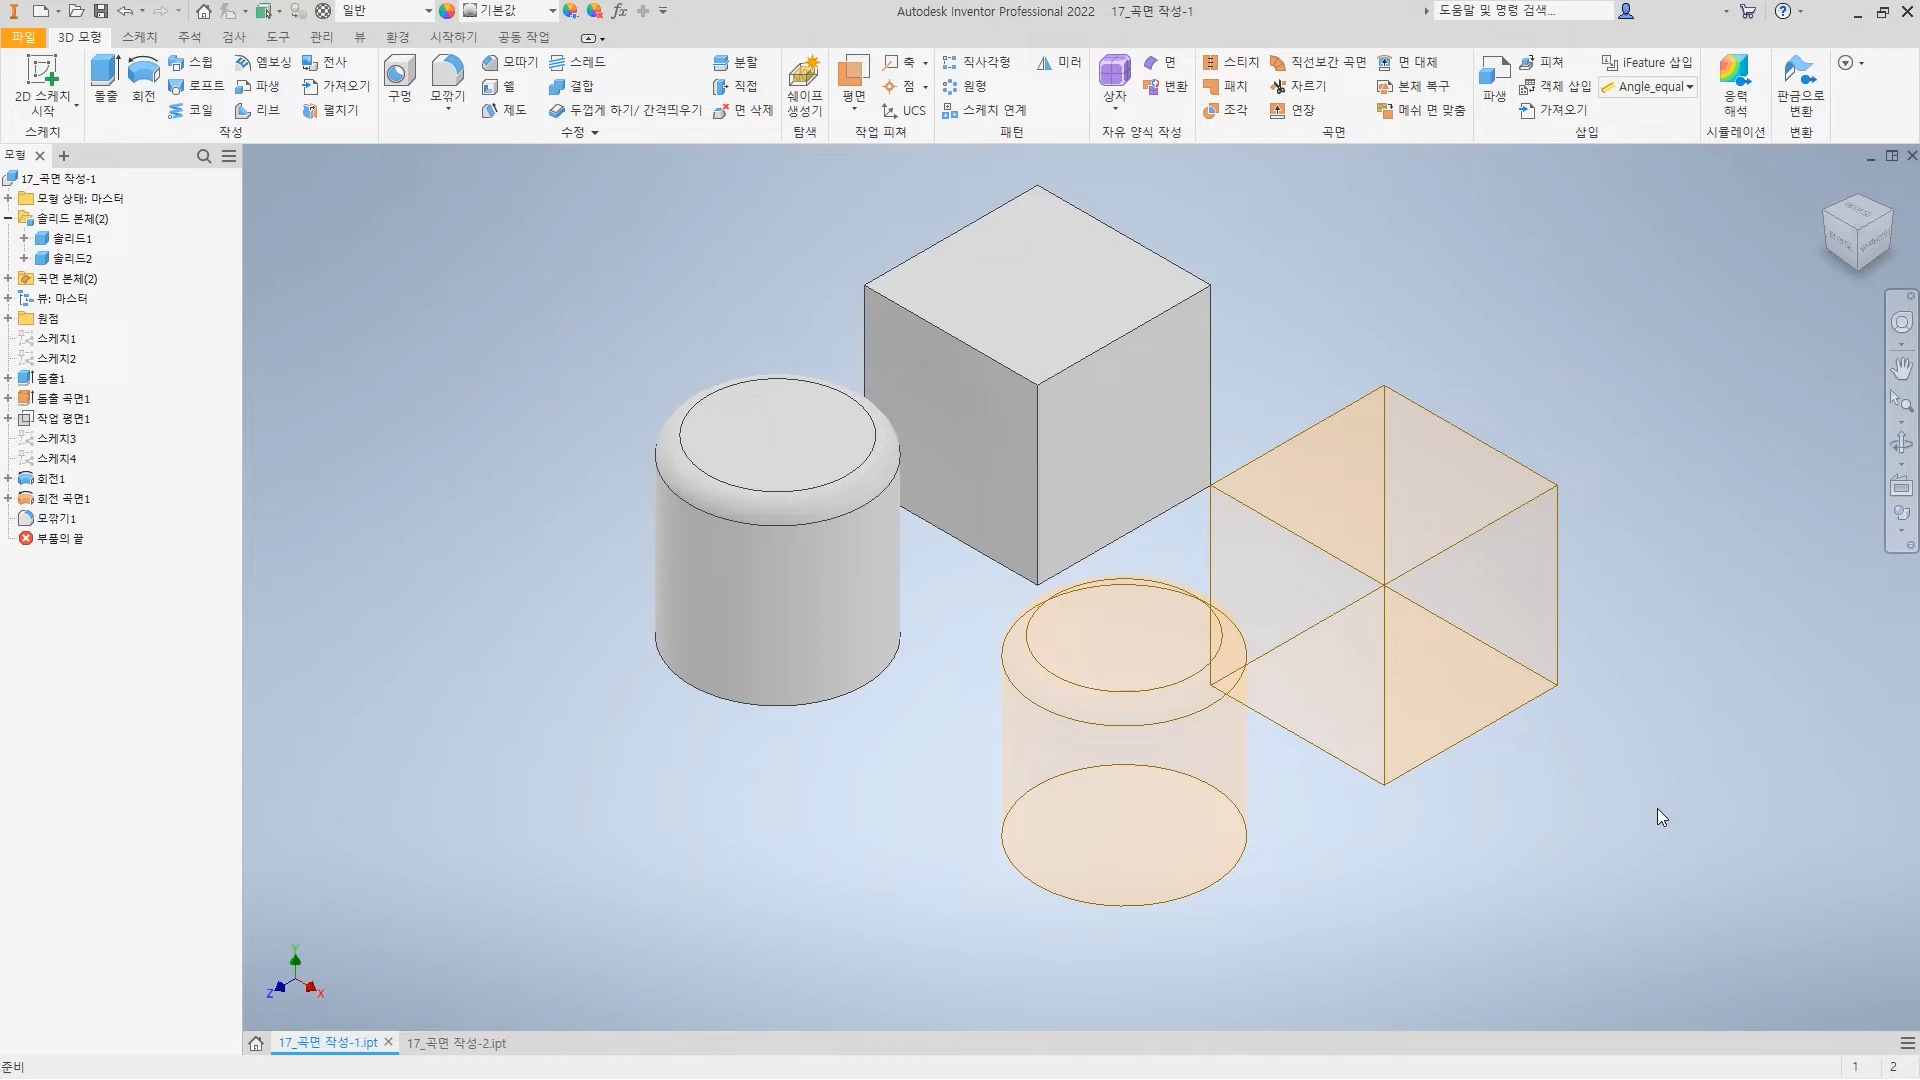 일반
기본값
fx
Autodesk Inventor Professional 2022 17_곡면 작성-1
도움말 및 명령 검색...
파일 3D 모형 스케치 주석 검사 도구 관리 뷰 환경 시작하기 공동 작업
2D 스케치 시작
스케치
돌출 회전
스윕 엠보싱 전사
로프트 파생 가져오기
코일 리브 펼치기
작성
구멍 모깎기
모따기 스레드 분할
쉘 결합 직접
제도 두껍게 하기/ 간격띄우기 면 삭제
수정
쉐이프 생성기
탐색
평면
축
점
UCS
작업 피쳐
직사각형 미러
원형
스케치 연계
패턴
상자
면
변환
자유 양식 작성
스티치 직선보간 곡면 면 대체
패치 자르기 본체 복구
조각 연장 메쉬 면 맞춤
곡면
파생
피쳐 iFeature 삽입
객체 삽입 Angle_equal
가져오기
삽입
응력 해석
시뮬레이션
판금으로 변환
변환
모형
17_곡면 작성-1
모형 상태: 마스터
솔리드 본체(2)
솔리드1
솔리드2
곡면 본체(2)
뷰: 마스터
원점
스케치1
스케치2
돌출1
돌출 곡면1
작업 평면1
스케치3
스케치4
회전1
회전 곡면1
모깎기1
부품의 끝
Y
Z
X
17_곡면 작성-1.ipt 17_곡면 작성-2.ipt
준비
1 2